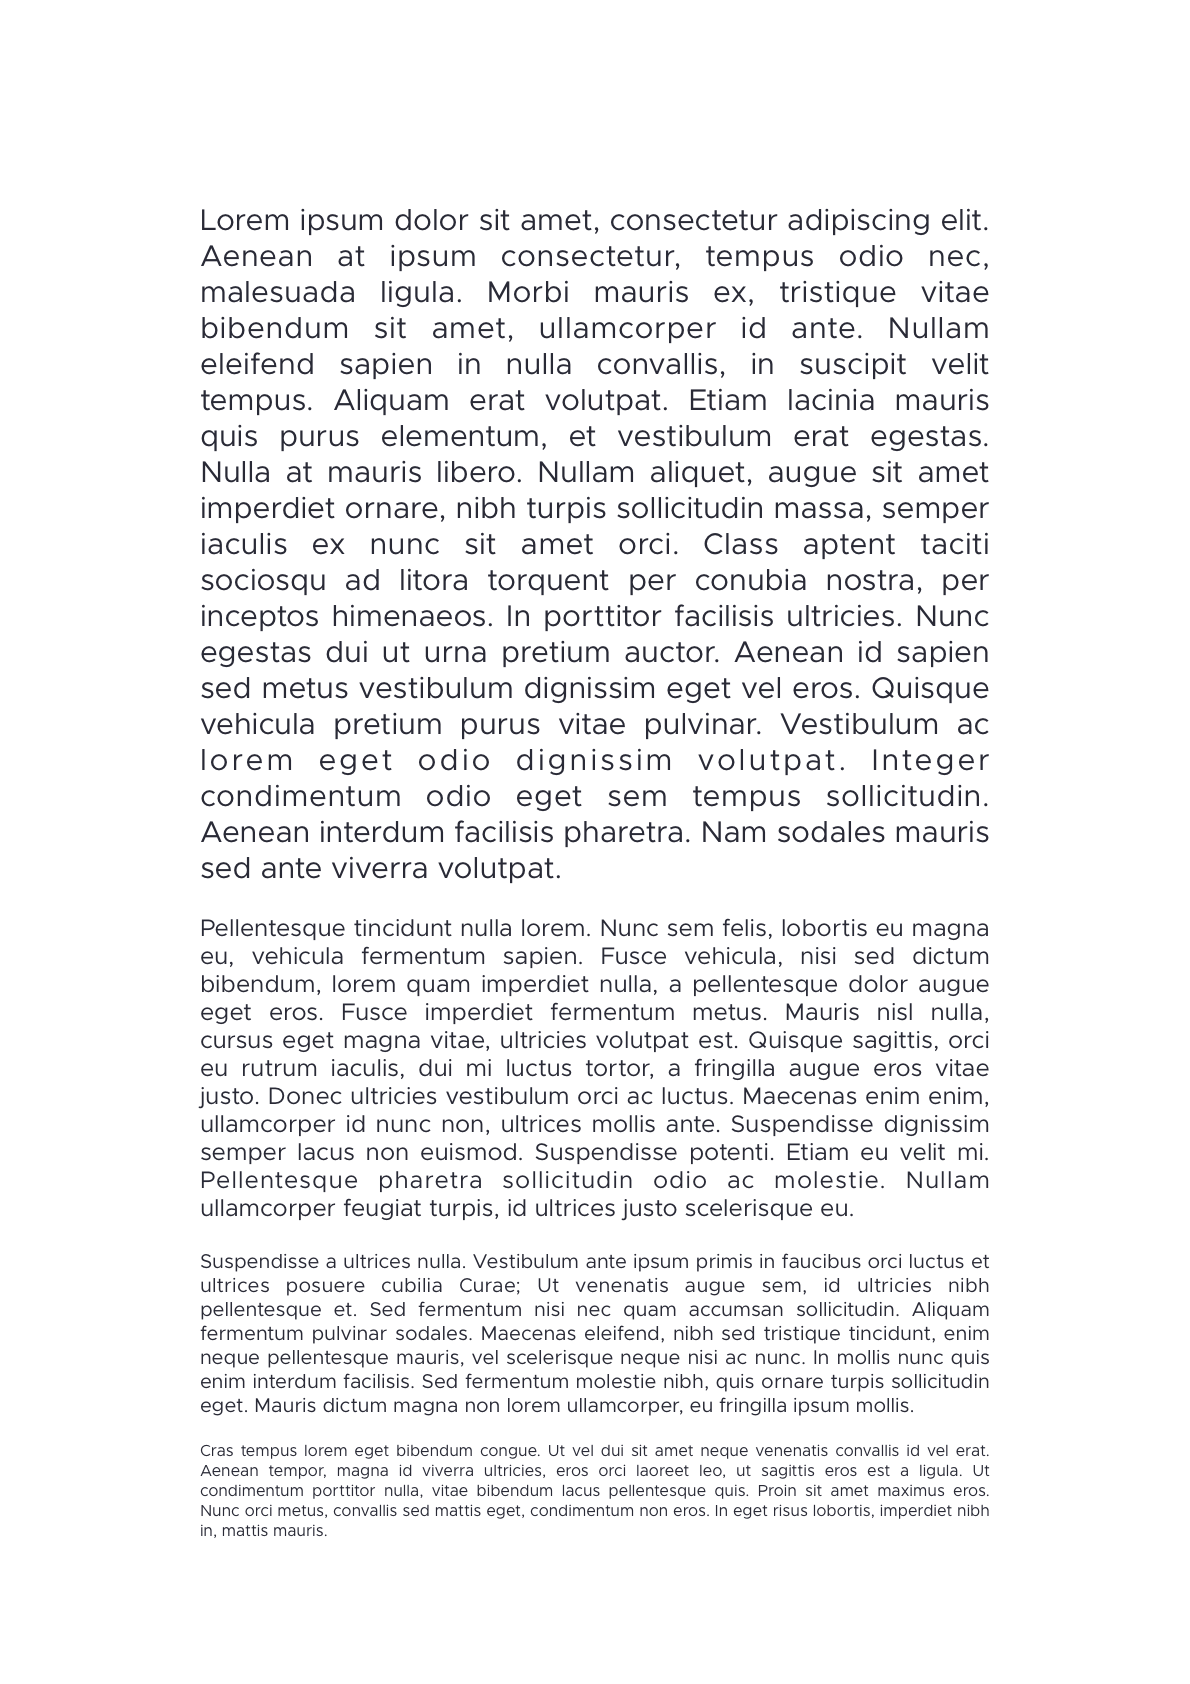 Lorem ipsum dolor sit amet, consectetur adipiscing elit.
Aenean at ipsum consectetur, tempus odio nec,
malesuada ligula. Morbi mauris ex, tristique vitae
bibendum sit amet, ullamcorper id ante. Nullam
eleifend sapien in nulla convallis, in suscipit velit
tempus. Aliquam erat volutpat. Etiam lacinia mauris
quis purus elementum, et vestibulum erat egestas.
Nulla at mauris libero. Nullam aliquet, augue sit amet
imperdiet ornare, nibh turpis sollicitudin massa, semper
iaculis ex nunc sit amet orci. Class aptent taciti
sociosqu ad litora torquent per conubia nostra, per
inceptos himenaeos. In porttitor facilisis ultricies. Nunc
egestas dui ut urna pretium auctor. Aenean id sapien
sed metus vestibulum dignissim eget vel eros. Quisque
vehicula pretium purus vitae pulvinar. Vestibulum ac
lorem eget odio dignissim volutpat. Integer
condimentum odio eget sem tempus sollicitudin.
Aenean interdum facilisis pharetra. Nam sodales mauris
sed ante viverra volutpat.
Pellentesque tincidunt nulla lorem. Nunc sem felis, lobortis eu magna
eu, vehicula fermentum sapien. Fusce vehicula, nisi sed dictum
bibendum, lorem quam imperdiet nulla, a pellentesque dolor augue
eget eros. Fusce imperdiet fermentum metus. Mauris nisl nulla,
cursus eget magna vitae, ultricies volutpat est. Quisque sagittis, orci
eu rutrum iaculis, dui mi luctus tortor, a fringilla augue eros vitae
justo. Donec ultricies vestibulum orci ac luctus. Maecenas enim enim,
ullamcorper id nunc non, ultrices mollis ante. Suspendisse dignissim
semper lacus non euismod. Suspendisse potenti. Etiam eu velit mi.
Pellentesque pharetra sollicitudin odio ac molestie. Nullam
ullamcorper feugiat turpis, id ultrices justo scelerisque eu.
Suspendisse a ultrices nulla. Vestibulum ante ipsum primis in faucibus orci luctus et
ultrices posuere cubilia Curae; Ut venenatis augue sem, id ultricies nibh
pellentesque et. Sed fermentum nisi nec quam accumsan sollicitudin. Aliquam
fermentum pulvinar sodales. Maecenas eleifend, nibh sed tristique tincidunt, enim
neque pellentesque mauris, vel scelerisque neque nisi ac nunc. In mollis nunc quis
enim interdum facilisis. Sed fermentum molestie nibh, quis ornare turpis sollicitudin
eget. Mauris dictum magna non lorem ullamcorper, eu fringilla ipsum mollis.
Cras tempus lorem eget bibendum congue. Ut vel dui sit amet neque venenatis convallis id vel erat.
Aenean tempor, magna id viverra ultricies, eros orci laoreet leo, ut sagittis eros est a ligula. Ut
condimentum porttitor nulla, vitae bibendum lacus pellentesque quis. Proin sit amet maximus eros.
Nunc orci metus, convallis sed mattis eget, condimentum non eros. In eget risus lobortis, imperdiet nibh
in, mattis mauris.